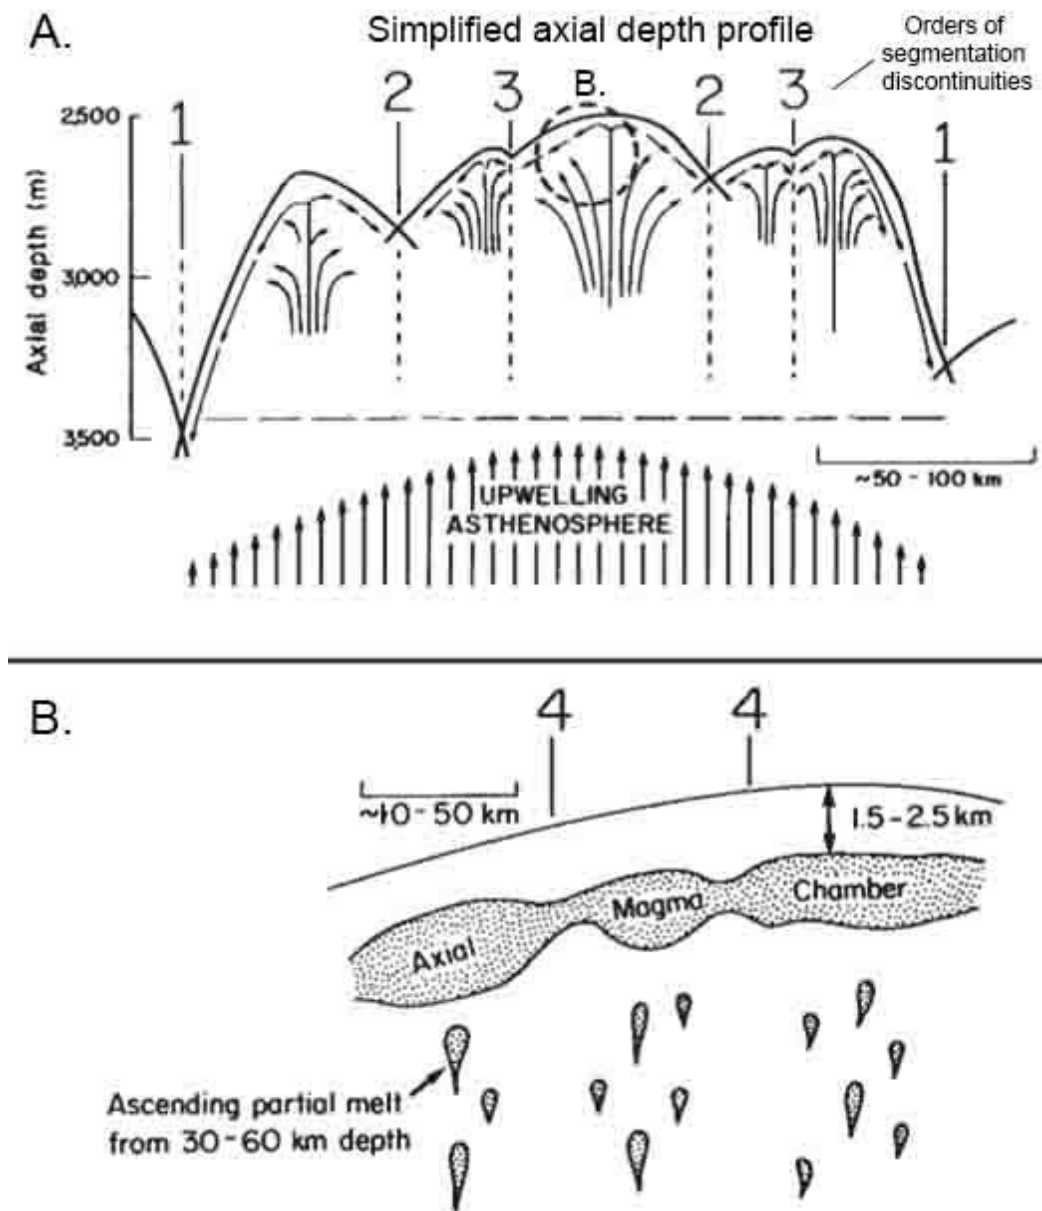 A.
Simplified axial depth profile
Orders of
segmentation
discontinuities
1
2
3
B.
2
3
1
2,500
3,000
3,500
Axial depth (m)
~50 - 100 km
UPWELLING
ASTHENOSPHERE
B.
4
4
~10 - 50 km
1.5 - 2.5 km
Axial
Magma
Chamber
Ascending partial melt
from 30 - 60 km depth